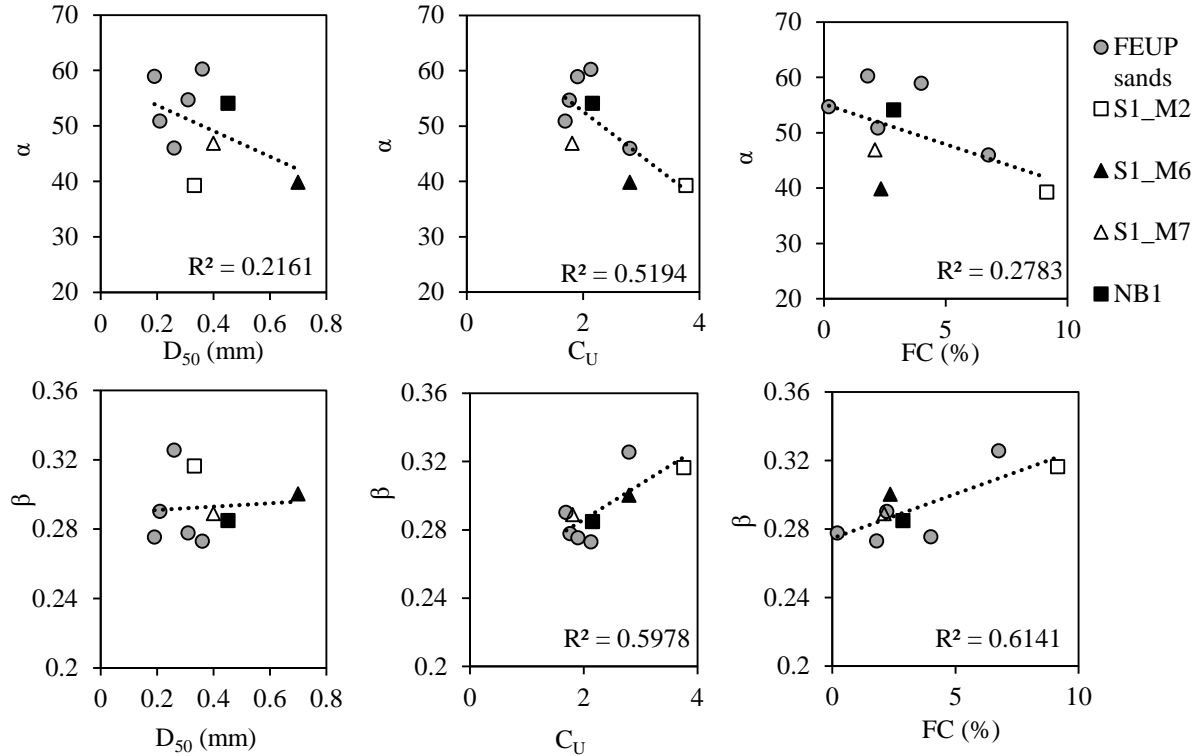 70
60
50
40
30
20
α
R² = 0.2161
0 0.2 0.4 0.6 0.8
D₅₀ (mm)
70
60
50
40
30
20
α
R² = 0.5194
0 2 4
C_U
70
60
50
40
30
20
α
R² = 0.2783
0 5 10
FC (%)
FEUP
sands
S1_M2
S1_M6
S1_M7
NB1
0.36
0.32
0.28
0.24
0.2
β
0 0.2 0.4 0.6 0.8
D₅₀ (mm)
0.36
0.32
0.28
0.24
0.2
β
R² = 0.5978
0 2 4
C_U
0.36
0.32
0.28
0.24
0.2
β
R² = 0.6141
0 5 10
FC (%)